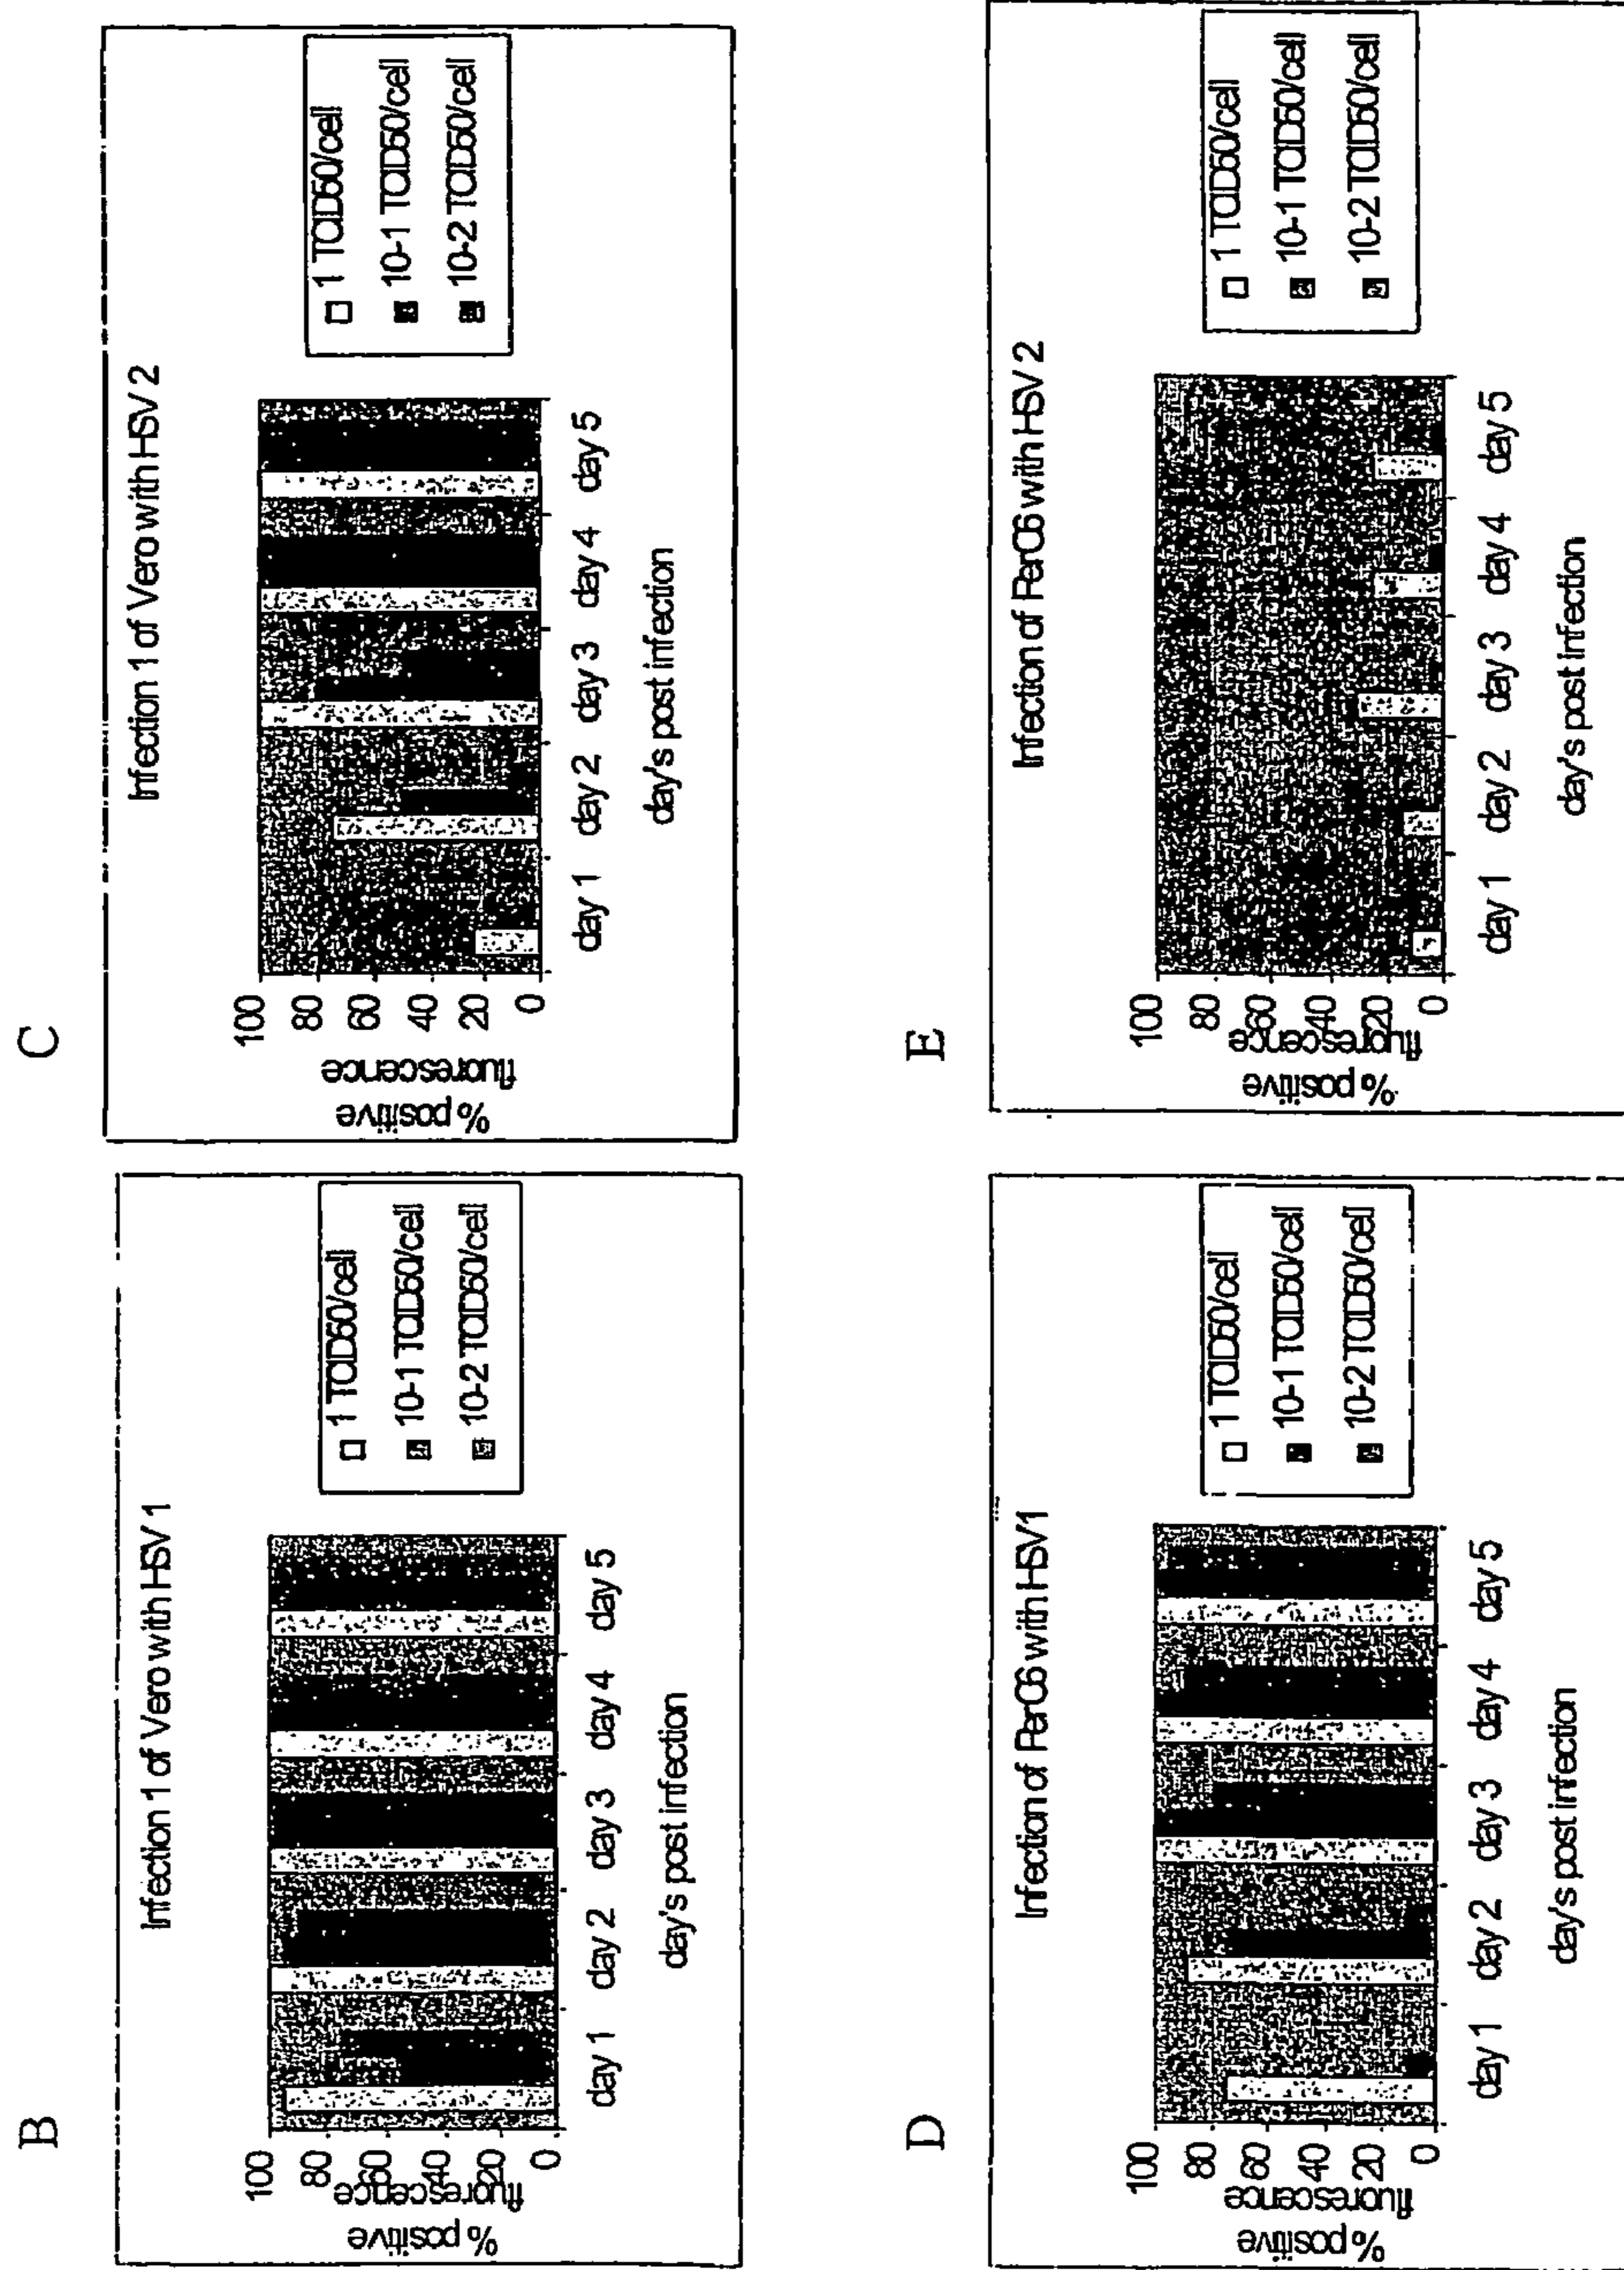 B
Infection 1 of Vero with HSV 1
100
80
60
40
20
0
% positive
fluorescence
day 1 day 2 day 3 day 4 day 5
day's post infection
1 TCID50/cell
10-1 TCID50/cell
10-2 TCID50/cell
C
Infection 1 of Vero with HSV 2
100
80
60
40
20
0
% positive
fluorescence
day 1 day 2 day 3 day 4 day 5
day's post infection
1 TCID50/cell
10-1 TCID50/cell
10-2 TCID50/cell
D
Infection of PerC6 with HSV1
100
80
60
40
20
0
% positive
fluorescence
day 1 day 2 day 3 day 4 day 5
day's post infection
1 TCID50/cell
10-1 TCID50/cell
10-2 TCID50/cell
E
Infection of PerC6 with HSV 2
100
80
60
40
20
0
% positive
fluorescence
day 1 day 2 day 3 day 4 day 5
day's post infection
1 TCID50/cell
10-1 TCID50/cell
10-2 TCID50/cell